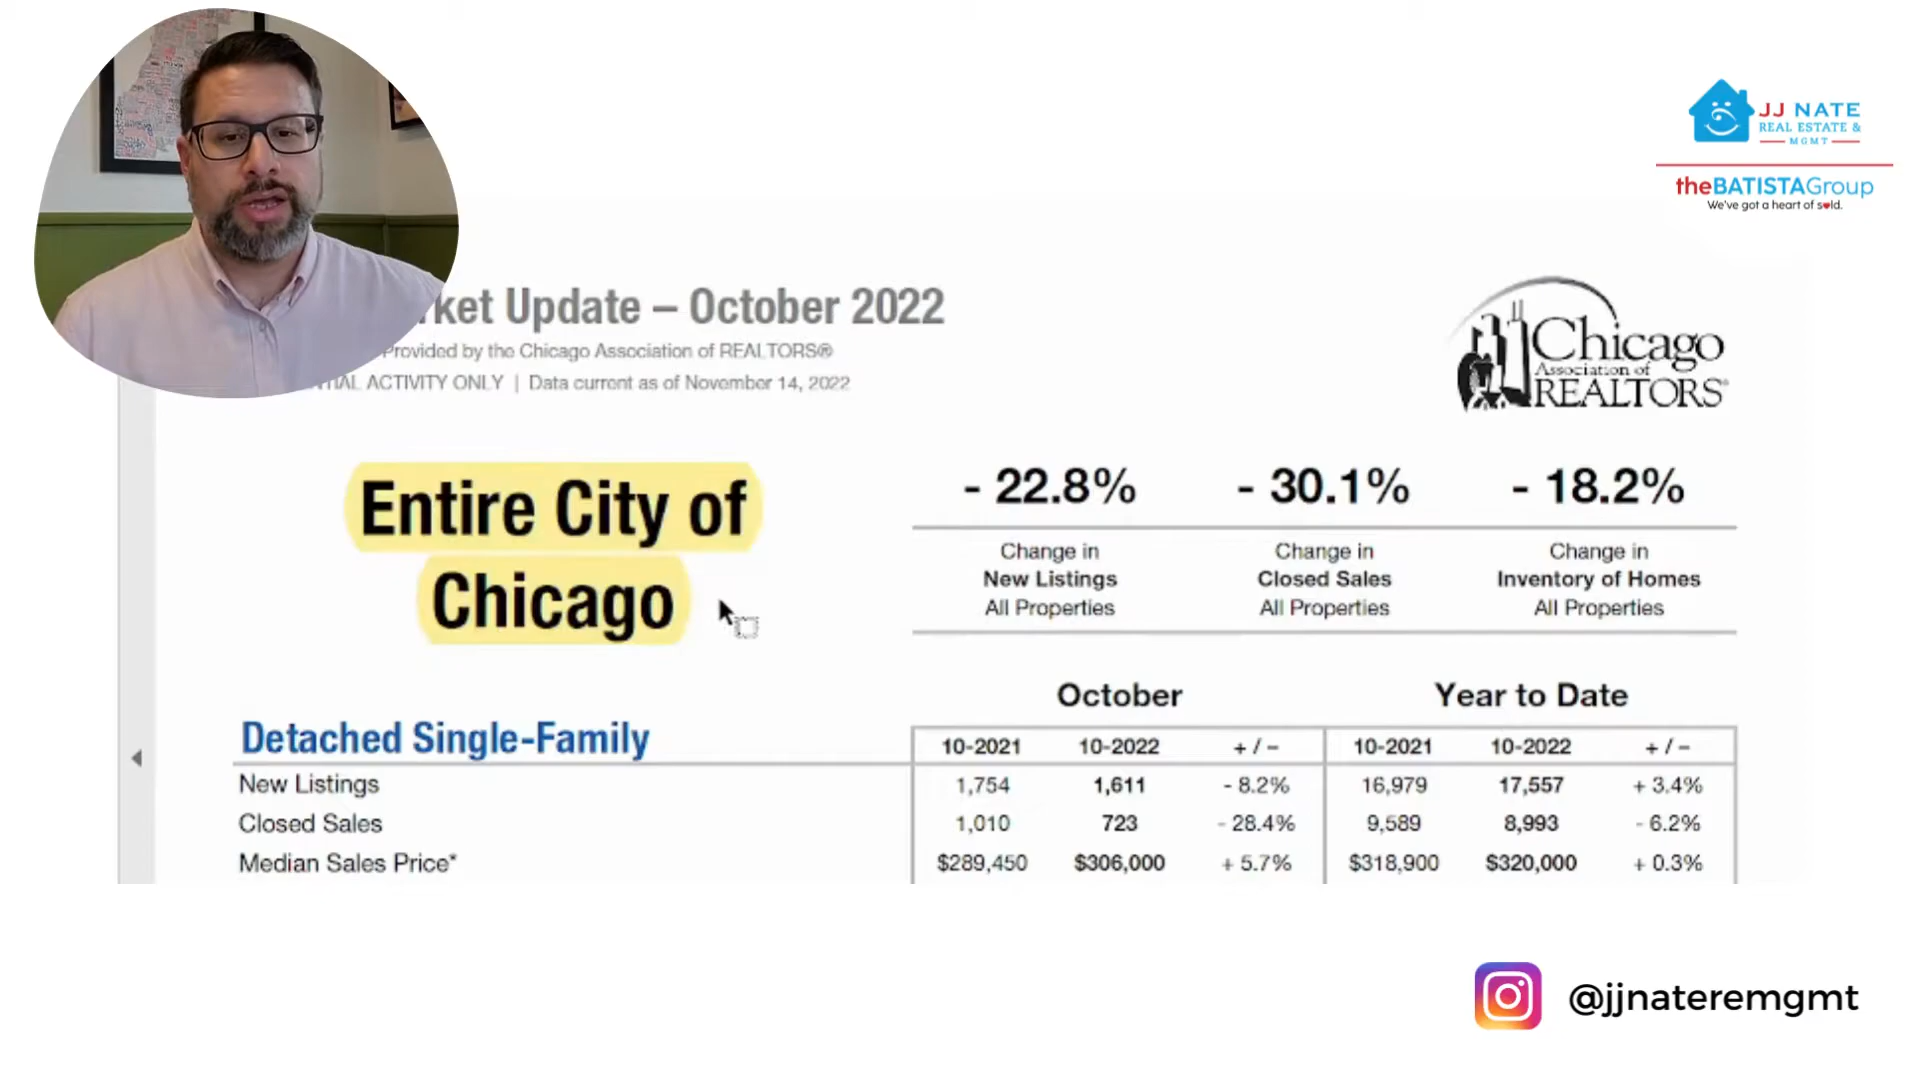 JJ NATE
REAL ESTATE &
MGMT
theBATISTAGroup
We've got a heart of sold.
Update – October 2022
Provided by the Chicago Association of REALTORS®
ACTIVITY ONLY | Data current as of November 14, 2022
Chicago
Association of
REALTORS®
Entire City of
Chicago
- 22.8% - 30.1% - 18.2%
Change in Change in Change in
New Listings Closed Sales Inventory of Homes
All Properties All Properties All Properties
October Year to Date
Detached Single-Family 10-2021 10-2022 + / – 10-2021 10-2022 + / –
New Listings 1,754 1,611 - 8.2% 16,979 17,557 + 3.4%
Closed Sales 1,010 723 - 28.4% 9,589 8,993 - 6.2%
Median Sales Price* $289,450 $306,000 + 5.7% $318,900 $320,000 + 0.3%
@jjnateremgmt